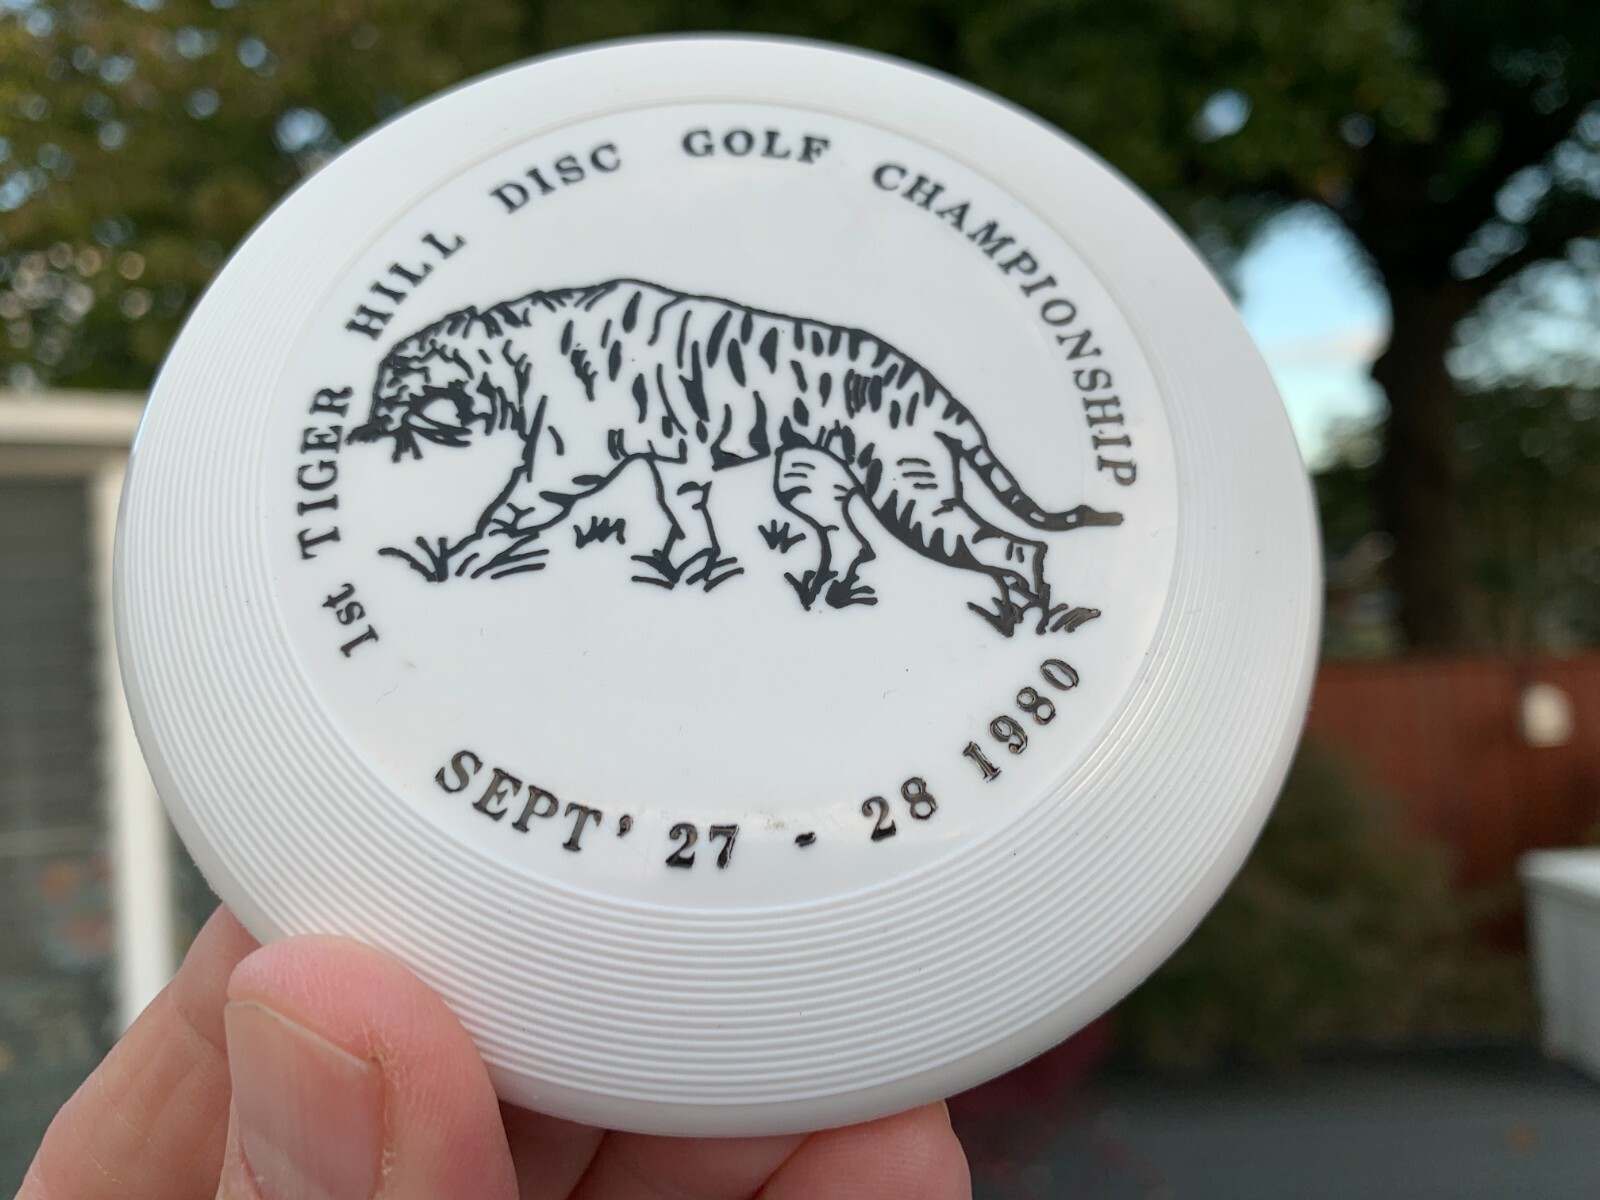 1st TIGER HILL DISC GOLF CHAMPIONSHIP
SEPT' 27 - 28 1980